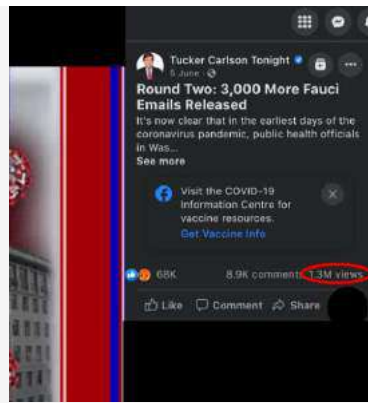 Tucker Carlson Tonight
5 June
Round Two: 3,000 More Fauci
Emails Released
It's now clear that in the earliest days of the
coronavirus pandemic, public health officials
in Was...
See more
Visit the COVID-19
Information Centre for
vaccine resources.
Get Vaccine Info
68K
8.9K comments
1.3M views
Like
Comment
Share